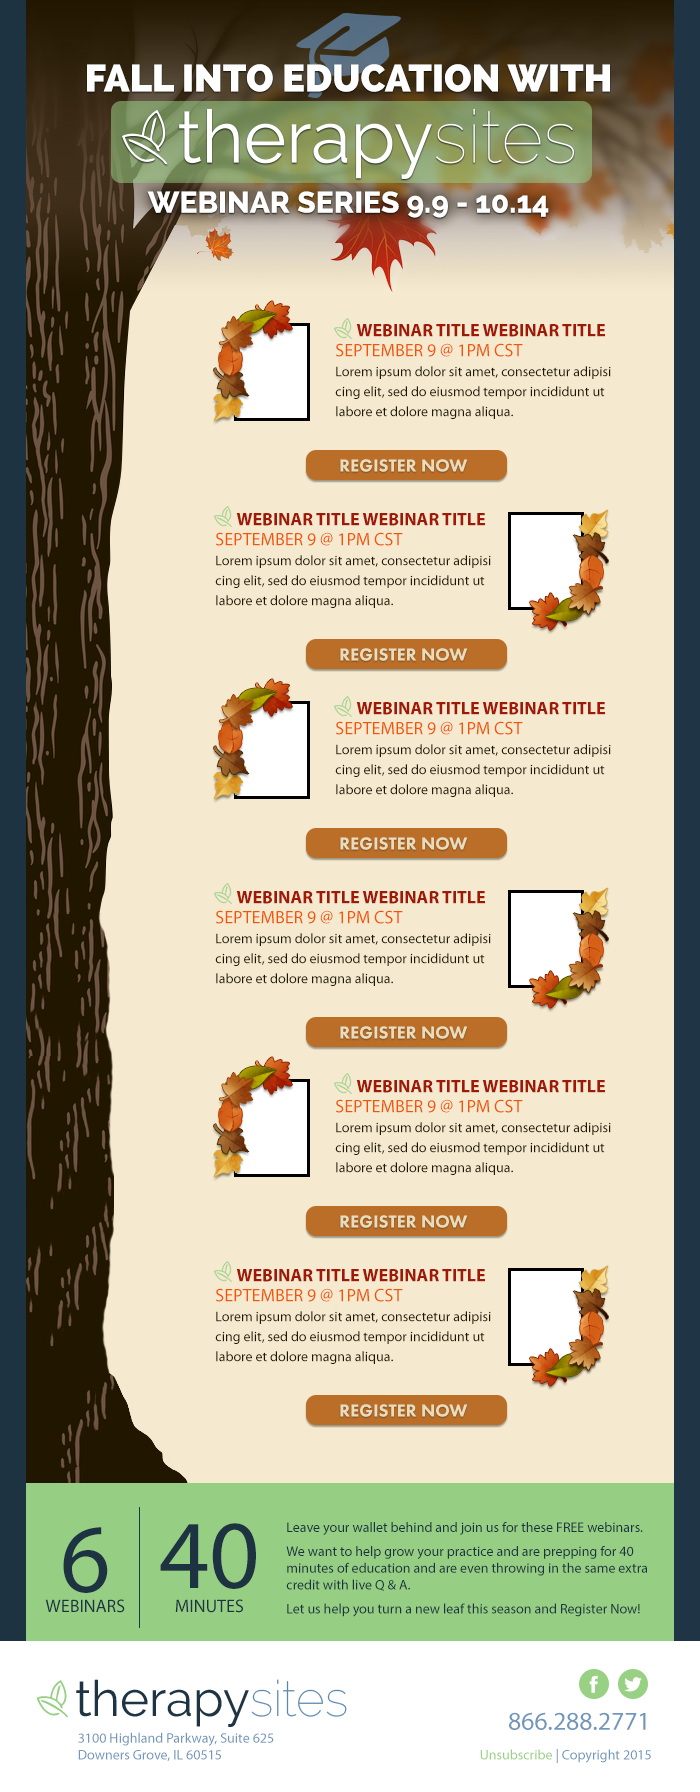 FALL INTO EDUCATION WITH
therapysites
WEBINAR SERIES 9.9 - 10.14
WEBINAR TITLE WEBINAR TITLE
SEPTEMBER 9 @ 1PM CST
Lorem ipsum dolor sit amet, consectetur adipisi
cing elit, sed do eiusmod tempor incididunt ut
labore et dolore magna aliqua.
REGISTER NOW
WEBINAR TITLE WEBINAR TITLE
SEPTEMBER 9 @ 1PM CST
Lorem ipsum dolor sit amet, consectetur adipisi
cing elit, sed do eiusmod tempor incididunt ut
labore et dolore magna aliqua.
REGISTER NOW
WEBINAR TITLE WEBINAR TITLE
SEPTEMBER 9 @ 1PM CST
Lorem ipsum dolor sit amet, consectetur adipisi
cing elit, sed do eiusmod tempor incididunt ut
labore et dolore magna aliqua.
REGISTER NOW
WEBINAR TITLE WEBINAR TITLE
SEPTEMBER 9 @ 1PM CST
Lorem ipsum dolor sit amet, consectetur adipisi
cing elit, sed do eiusmod tempor incididunt ut
labore et dolore magna aliqua.
REGISTER NOW
WEBINAR TITLE WEBINAR TITLE
SEPTEMBER 9 @ 1PM CST
Lorem ipsum dolor sit amet, consectetur adipisi
cing elit, sed do eiusmod tempor incididunt ut
labore et dolore magna aliqua.
REGISTER NOW
WEBINAR TITLE WEBINAR TITLE
SEPTEMBER 9 @ 1PM CST
Lorem ipsum dolor sit amet, consectetur adipisi
cing elit, sed do eiusmod tempor incididunt ut
labore et dolore magna aliqua.
REGISTER NOW
6
WEBINARS
40
MINUTES
Leave your wallet behind and join us for these FREE webinars.
We want to help grow your practice and are prepping for 40
minutes of education and are even throwing in the same extra
credit with live Q & A.
Let us help you turn a new leaf this season and Register Now!
therapysites
3100 Highland Parkway, Suite 625
Downers Grove, IL 60515
866.288.2771
Unsubscribe | Copyright 2015